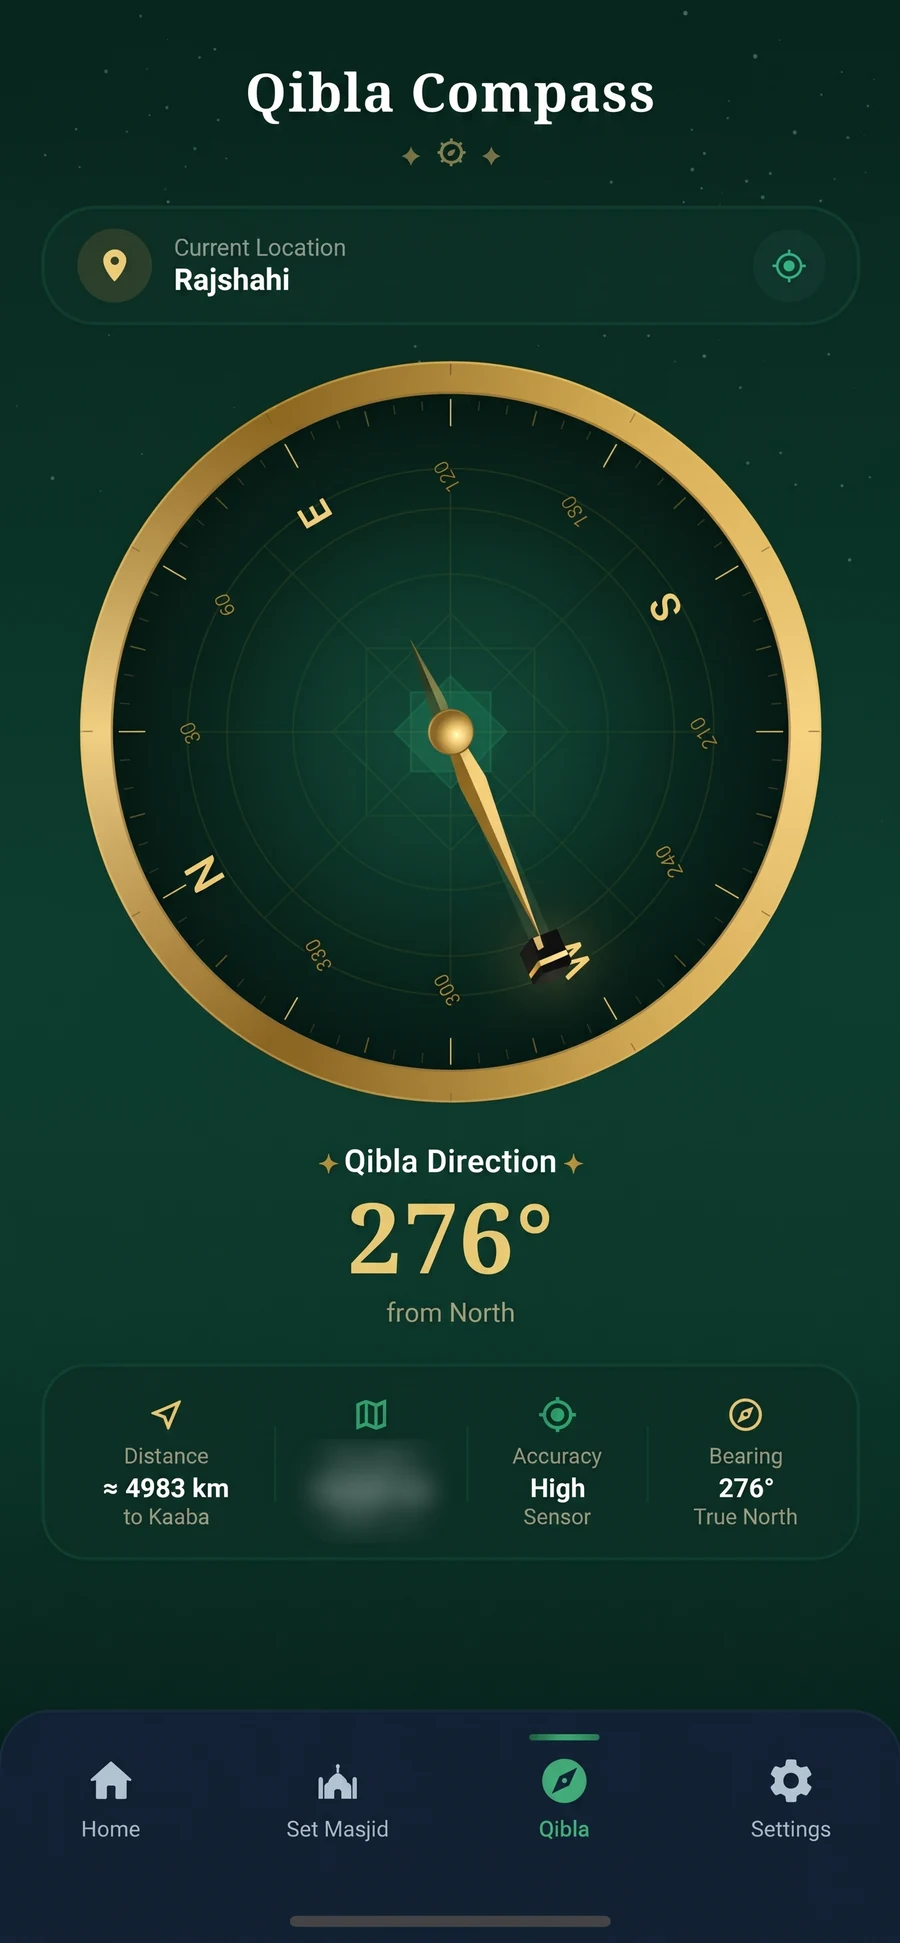 Qibla Compass
Current Location
Rajshahi
120
E
180
60
S
30
210
N
240
330
W
300
Qibla Direction
276°
from North
Distance
≈ 4983 km
to Kaaba
Accuracy
High
Sensor
Bearing
276°
True North
Home
Set Masjid
Qibla
Settings